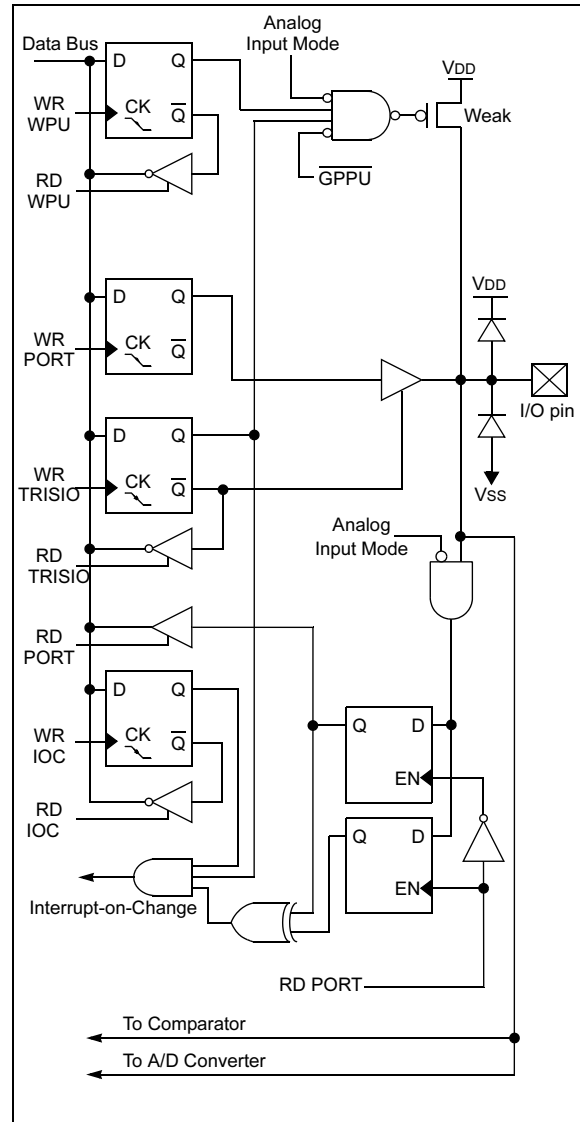 Analog
Input Mode
Data Bus
D Q
VDD
WR
WPU
CK
Q
Weak
RD
WPU
GPPU
D Q
VDD
WR
PORT
CK
Q
I/O pin
D Q
WR
TRISIO
CK
Q
VSS
Analog
Input Mode
RD
TRISIO
RD
PORT
D Q
Q D
WR
IOC
CK
Q
EN
RD
IOC
Q D
EN
Interrupt-on-Change
RD PORT
To Comparator
To A/D Converter